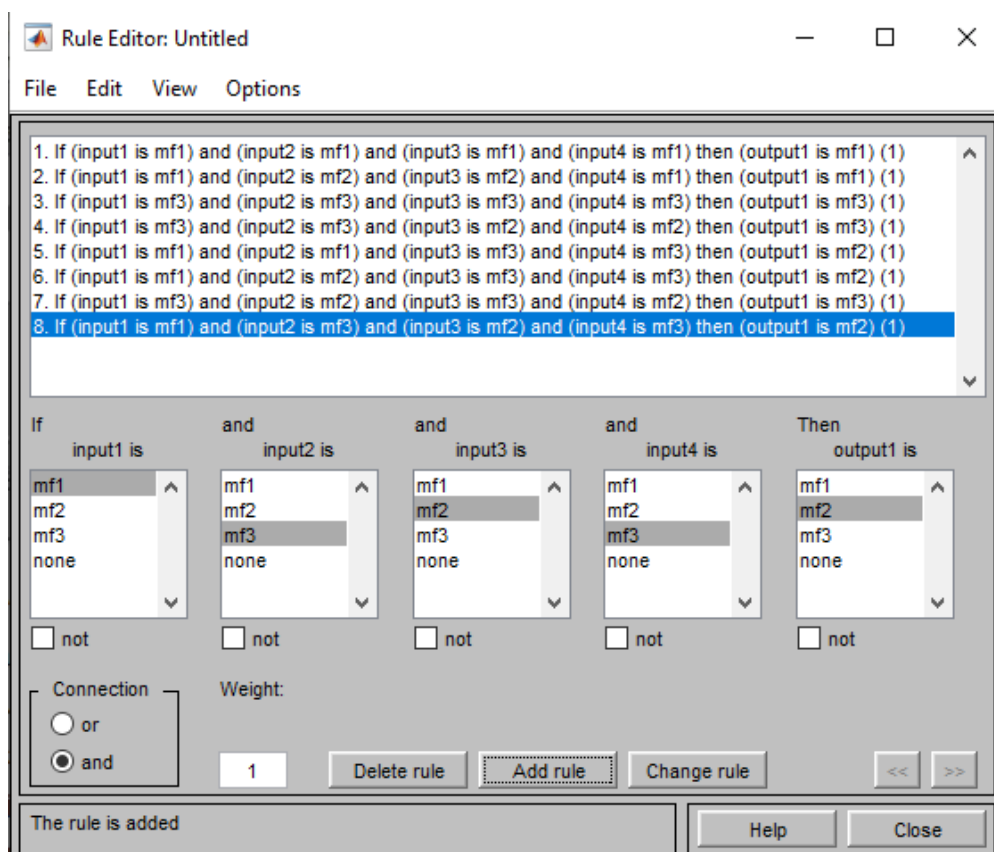 Rule Editor: Untitled
File Edit View Options
1. If (input1 is mf1) and (input2 is mf1) and (input3 is mf1) and (input4 is mf1) then (output1 is mf1) (1)
2. If (input1 is mf1) and (input2 is mf2) and (input3 is mf2) and (input4 is mf1) then (output1 is mf1) (1)
3. If (input1 is mf3) and (input2 is mf3) and (input3 is mf3) and (input4 is mf3) then (output1 is mf3) (1)
4. If (input1 is mf3) and (input2 is mf3) and (input3 is mf2) and (input4 is mf2) then (output1 is mf3) (1)
5. If (input1 is mf1) and (input2 is mf1) and (input3 is mf3) and (input4 is mf3) then (output1 is mf2) (1)
6. If (input1 is mf1) and (input2 is mf2) and (input3 is mf3) and (input4 is mf3) then (output1 is mf2) (1)
7. If (input1 is mf3) and (input2 is mf2) and (input3 is mf3) and (input4 is mf2) then (output1 is mf3) (1)
8. If (input1 is mf1) and (input2 is mf3) and (input3 is mf2) and (input4 is mf3) then (output1 is mf2) (1)
If and and and Then
input1 is input2 is input3 is input4 is output1 is
mf1 mf1 mf1 mf1 mf1
mf2 mf2 mf2 mf2 mf2
mf3 mf3 mf3 mf3 mf3
none none none none none
not not not not not
Connection Weight:
or
and 1 Delete rule Add rule Change rule << >>
The rule is added Help Close